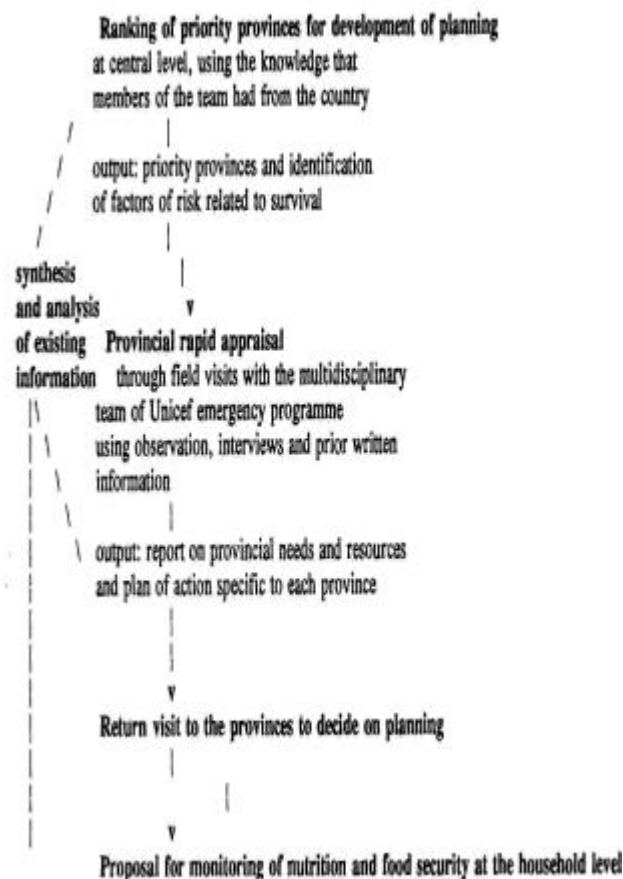 Ranking of priority provinces for development of planning
at central level, using the knowledge that
members of the team had from the country
output: priority provinces and identification
of factors of risk related to survival
synthesis
and analysis
of existing
information
Provincial rapid appraisal
through field visits with the multidisciplinary
team of Unicef emergency programme
using observation, interviews and prior written
information
output: report on provincial needs and resources
and plan of action specific to each province
Return visit to the provinces to decide on planning
Proposal for monitoring of nutrition and food security at the household level